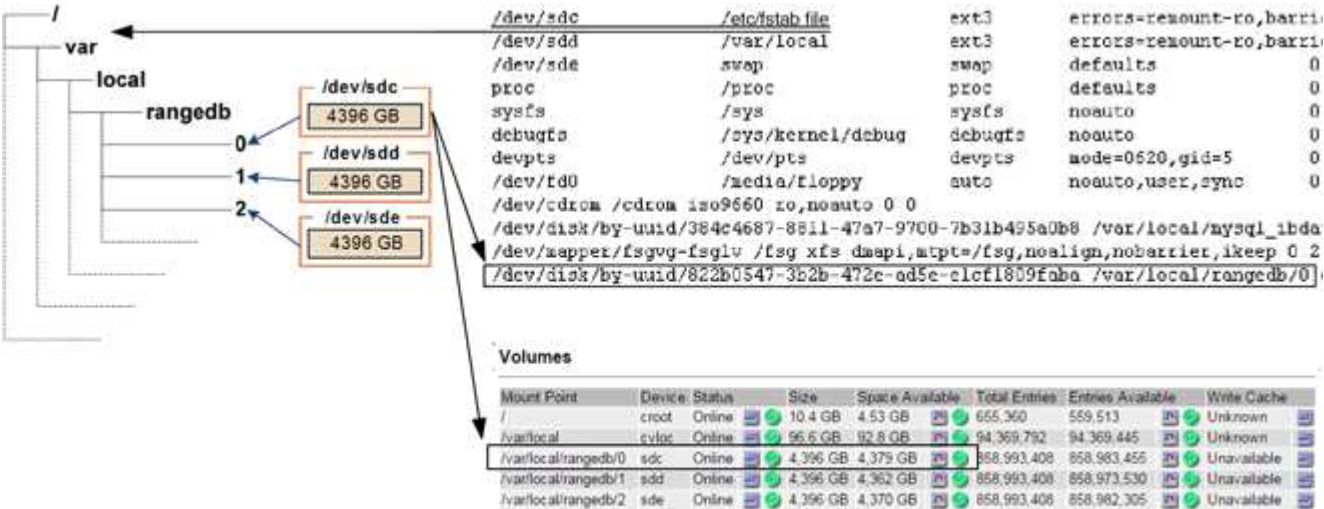 /
var
local
rangedb
0
1
2
/dev/sdc
4396 GB
/dev/sdd
4396 GB
/dev/sde
4396 GB
/dev/sdc /etc/fstab file ext3 errors=remount-ro,barri
/dev/sdd /var/local ext3 errors=remount-ro,barri
/dev/sde swap swap defaults 0
proc /proc proc defaults 0
sysfs /sys sysfs noauto 0
debugfs /sys/kernel/debug debugfs noauto 0
devpts /dev/pts devpts mode=0620,gid=5 0
/dev/fd0 /media/floppy auto noauto,user,sync 0
/dev/cdrom /cdrom iso9660 ro,noauto 0 0
/dev/disk/by-uuid/384c4687-8811-47a7-9700-7b31b495a0b8 /var/local/mysql_ibda
/dev/mapper/fsgvg-fsglv /fsg xfs dmapi,mtpt=/fsg,noalign,nobarrier,ikeep 0 2
/dev/disk/by-uuid/822b0547-3b2b-472e-ad5e-e1cf1809faba /var/local/rangedb/0
Volumes
Mount Point Device Status Size Space Available Total Entries Entries Available Write Cache
/ croot Online 10.4 GB 4.53 GB 655,360 559,513 Unknown
/var/local cvloc Online 96.6 GB 92.8 GB 94,369,792 94,369,445 Unknown
/var/local/rangedb/0 sdc Online 4,396 GB 4,379 GB 858,993,408 858,983,455 Unavailable
/var/local/rangedb/1 sdd Online 4,396 GB 4,362 GB 858,993,408 858,973,530 Unavailable
/var/local/rangedb/2 sde Online 4,396 GB 4,370 GB 858,993,408 858,982,305 Unavailable